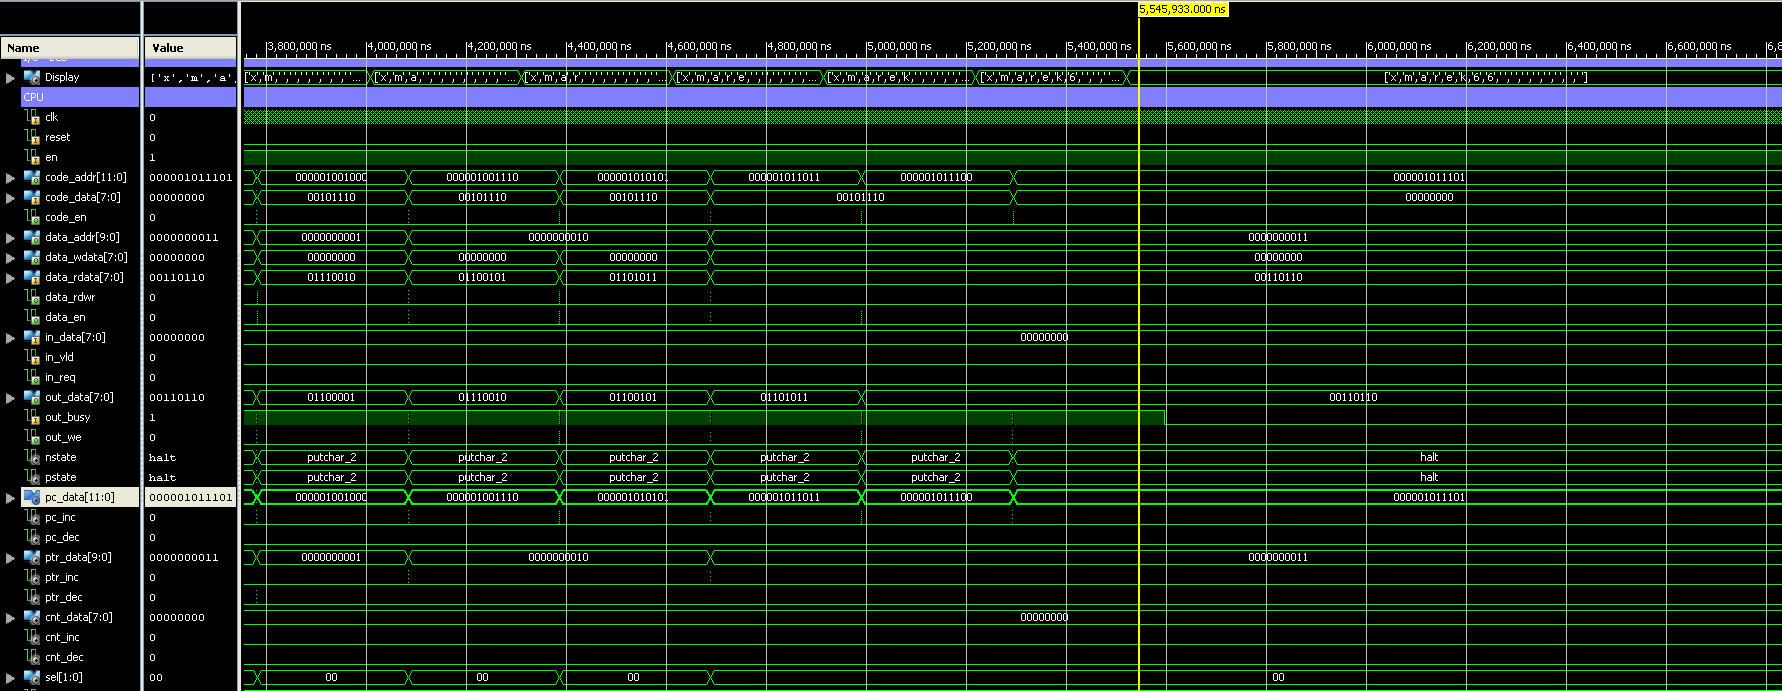 5,545,933.000 ns
Name Value 3,800,000 ns 4,000,000 ns 4,200,000 ns 4,400,000 ns 4,600,000 ns 4,800,000 ns 5,000,000 ns 5,200,000 ns 5,400,000 ns 5,600,000 ns 5,800,000 ns 6,000,000 ns 6,200,000 ns 6,400,000 ns 6,600,000 ns 6,8
Display ['x','m','a', ['x','m',' ',' ',' ',' ',' ',' ',... ['x','m','a',' ',' ',' ',' ',' ',' ',... ['x','m','a','r',' ',' ',' ',' ',' ',... ['x','m','a','r','e',' ',' ',' ',' ',... ['x','m','a','r','e','k',' ',' ',' ',... ['x','m','a','r','e','k','6',' ',' ',... ['x','m','a','r','e','k','6','6',' ',' ',' ',' ',' ',' ',' ',' ']
CPU
clk 0
reset 0
en 1
code_addr[11:0] 000001011101 000001001000 000001001110 000001010101 000001011011 000001011100 000001011101
code_data[7:0] 00000000 00101110 00101110 00101110 00101110 00000000
code_en 0
data_addr[9:0] 0000000011 0000000001 0000000010 0000000011
data_wdata[7:0] 00000000 00000000 00000000 00000000 00000000
data_rdata[7:0] 00110110 01110010 01100101 01101011 00110110
data_rdwr 0
data_en 0
in_data[7:0] 00000000 00000000
in_vld 0
in_req 0
out_data[7:0] 00110110 01100001 01110010 01100101 01101011 00110110
out_busy 1
out_we 0
nstate halt putchar_2 putchar_2 putchar_2 putchar_2 putchar_2 halt
pstate halt putchar_2 putchar_2 putchar_2 putchar_2 putchar_2 halt
pc_data[11:0] 000001011101 000001001000 000001001110 000001010101 000001011011 000001011100 000001011101
pc_inc 0
pc_dec 0
ptr_data[9:0] 0000000011 0000000001 0000000010 0000000011
ptr_inc 0
ptr_dec 0
cnt_data[7:0] 00000000 00000000
cnt_inc 0
cnt_dec 0
sel[1:0] 00 00 00 00 00